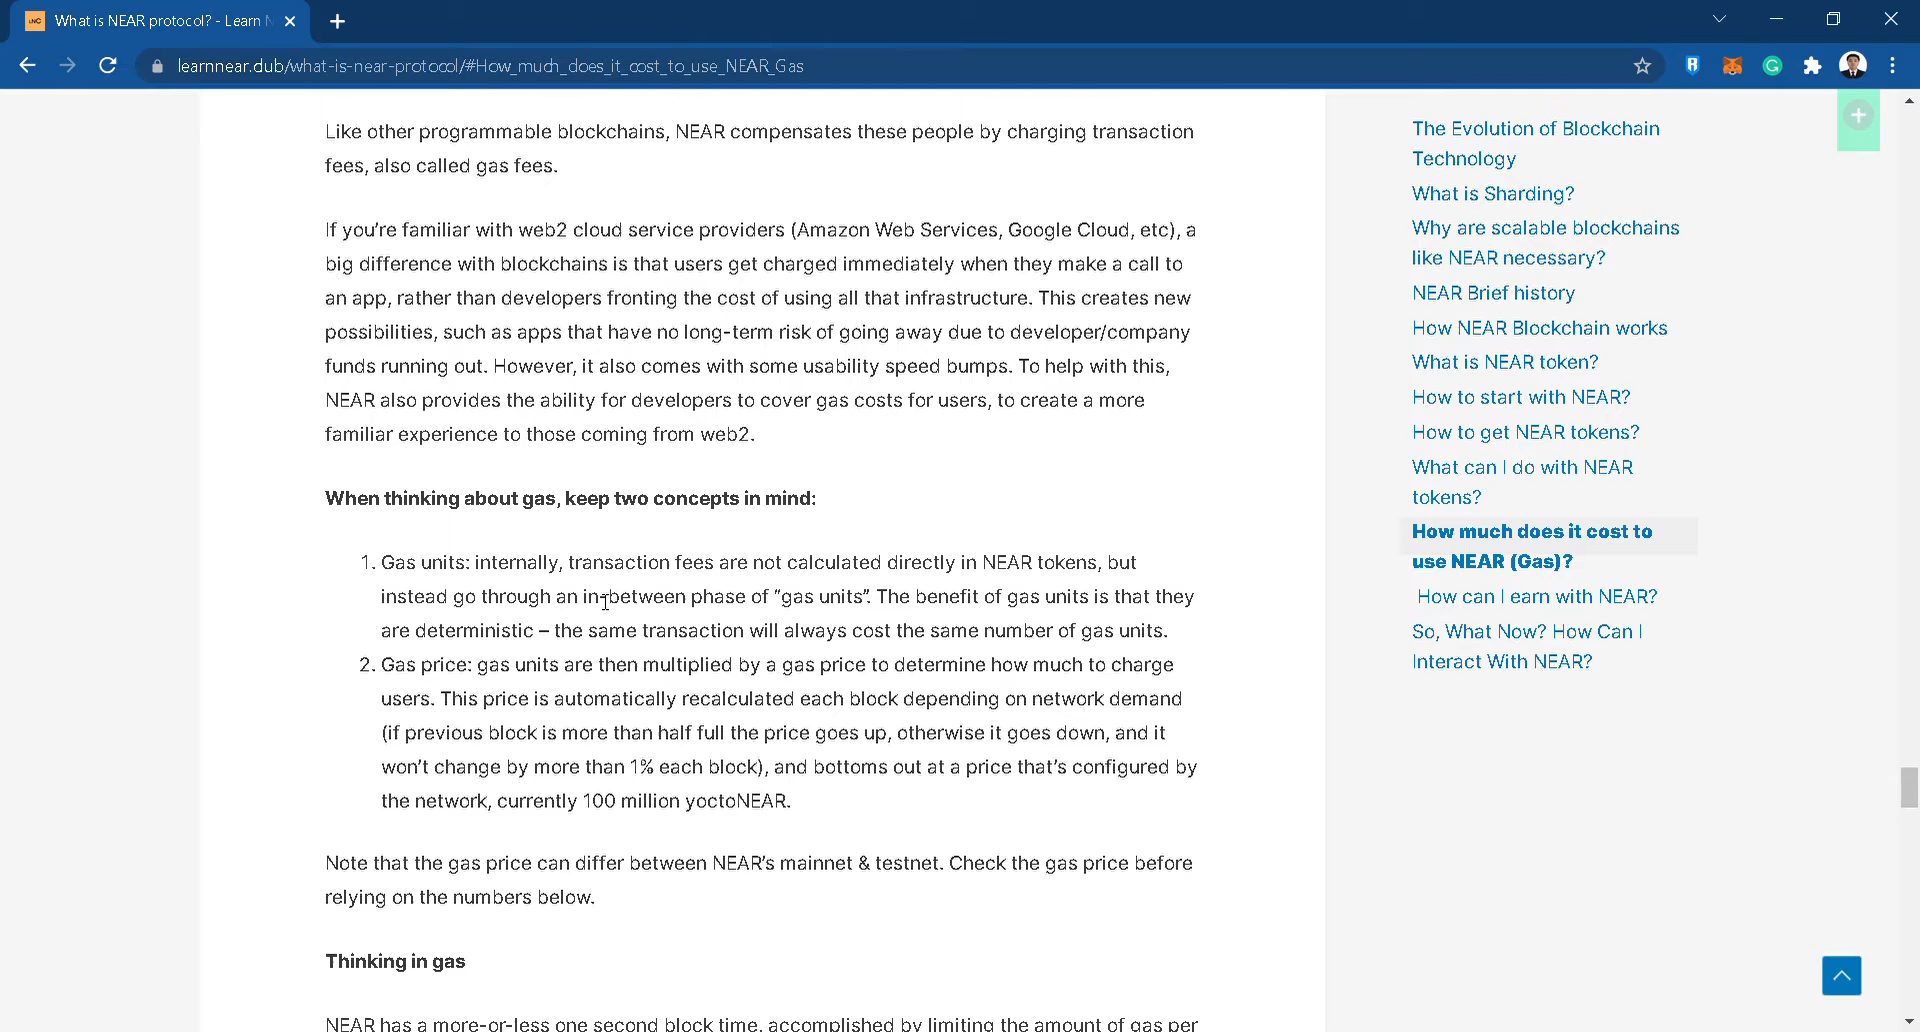 What is NEAR protocol? - Learn N
learnnear.dub/what-is-near-protocol/#How_much_does_it_cost_to_use_NEAR_Gas
Like other programmable blockchains, NEAR compensates these people by charging transaction
fees, also called gas fees.
If you’re familiar with web2 cloud service providers (Amazon Web Services, Google Cloud, etc), a
big difference with blockchains is that users get charged immediately when they make a call to
an app, rather than developers fronting the cost of using all that infrastructure. This creates new
possibilities, such as apps that have no long-term risk of going away due to developer/company
funds running out. However, it also comes with some usability speed bumps. To help with this,
NEAR also provides the ability for developers to cover gas costs for users, to create a more
familiar experience to those coming from web2.
When thinking about gas, keep two concepts in mind:
1. Gas units: internally, transaction fees are not calculated directly in NEAR tokens, but
instead go through an in-between phase of “gas units”. The benefit of gas units is that they
are deterministic – the same transaction will always cost the same number of gas units.
2. Gas price: gas units are then multiplied by a gas price to determine how much to charge
users. This price is automatically recalculated each block depending on network demand
(if previous block is more than half full the price goes up, otherwise it goes down, and it
won’t change by more than 1% each block), and bottoms out at a price that’s configured by
the network, currently 100 million yoctoNEAR.
Note that the gas price can differ between NEAR’s mainnet & testnet. Check the gas price before
relying on the numbers below.
Thinking in gas
NEAR has a more-or-less one second block time, accomplished by limiting the amount of gas per
The Evolution of Blockchain
Technology
What is Sharding?
Why are scalable blockchains
like NEAR necessary?
NEAR Brief history
How NEAR Blockchain works
What is NEAR token?
How to start with NEAR?
How to get NEAR tokens?
What can I do with NEAR
tokens?
How much does it cost to
use NEAR (Gas)?
How can I earn with NEAR?
So, What Now? How Can I
Interact With NEAR?